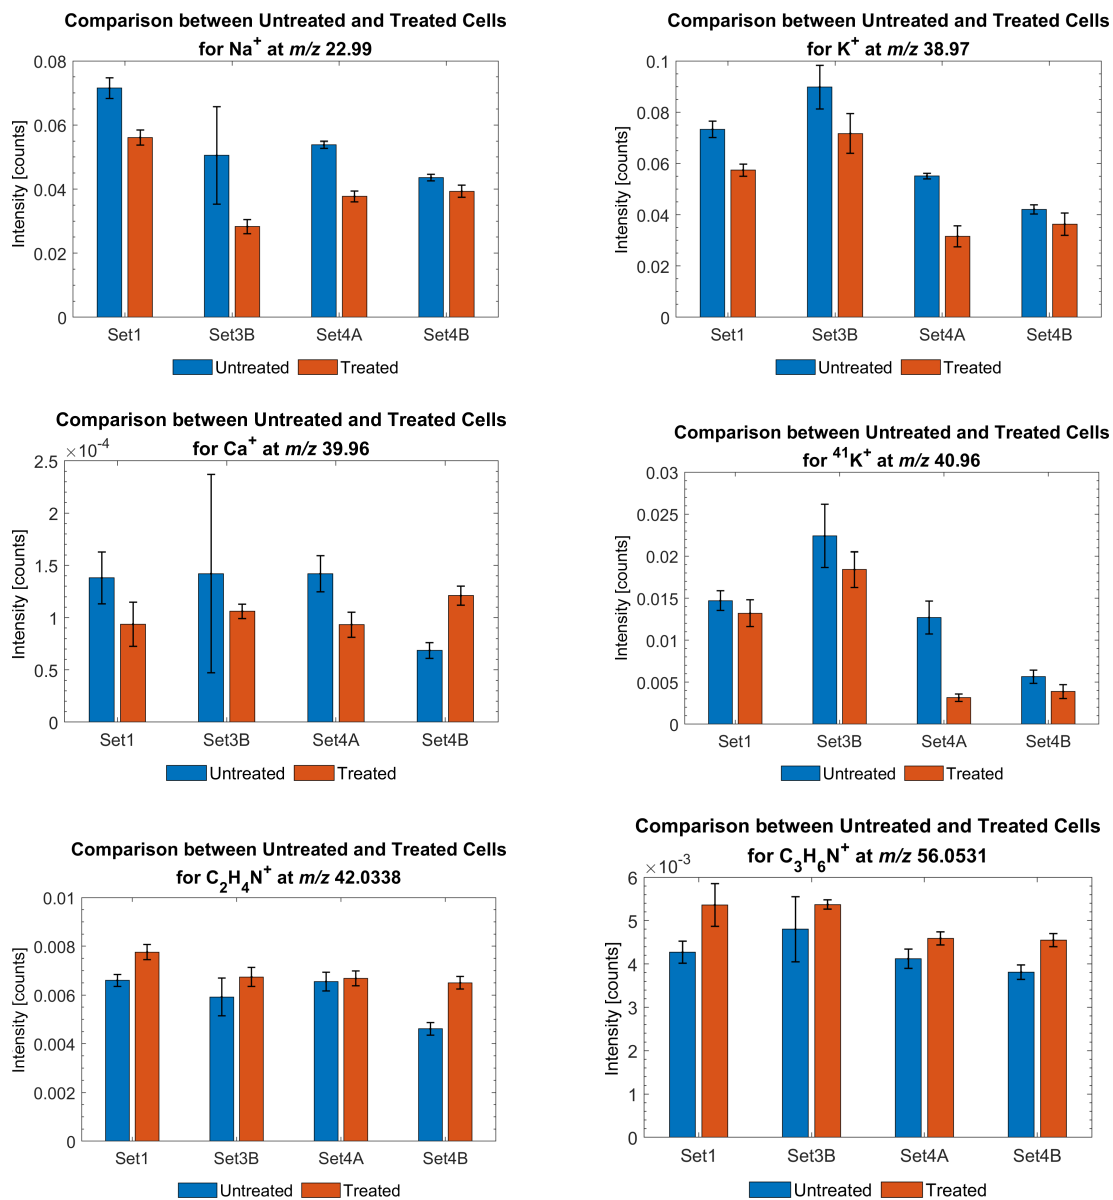 Comparison between Untreated and Treated Cells
for Na⁺ at m/z 22.99
Intensity [counts]
0.08
0.06
0.04
0.02
0
Set1 Set3B Set4A Set4B
Untreated Treated
Comparison between Untreated and Treated Cells
for K⁺ at m/z 38.97
Intensity [counts]
0.1
0.08
0.06
0.04
0.02
0
Set1 Set3B Set4A Set4B
Untreated Treated
Comparison between Untreated and Treated Cells
for Ca⁺ at m/z 39.96
×10⁻⁴
Intensity [counts]
2.5
2
1.5
1
0.5
0
Set1 Set3B Set4A Set4B
Untreated Treated
Comparison between Untreated and Treated Cells
for ⁴¹K⁺ at m/z 40.96
Intensity [counts]
0.03
0.025
0.02
0.015
0.01
0.005
0
Set1 Set3B Set4A Set4B
Untreated Treated
Comparison between Untreated and Treated Cells
for C₂H₄N⁺ at m/z 42.0338
Intensity [counts]
0.01
0.008
0.006
0.004
0.002
0
Set1 Set3B Set4A Set4B
Untreated Treated
Comparison between Untreated and Treated Cells
for C₃H₆N⁺ at m/z 56.0531
×10⁻³
Intensity [counts]
6
5
4
3
2
1
0
Set1 Set3B Set4A Set4B
Untreated Treated